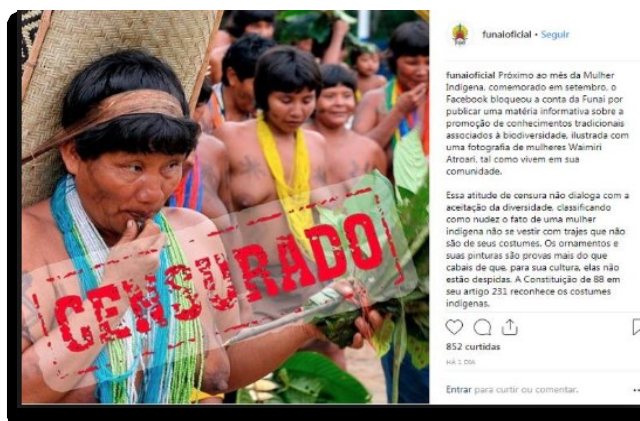 CENSURADO
funaioficial • Seguir
funaioficial Próximo ao mês da Mulher
Indígena, comemorado em setembro, o
Facebook bloqueou a conta da Funai por
publicar uma matéria informativa sobre a
promoção de conhecimentos tradicionais
associados à biodiversidade, ilustrada com
uma fotografia de mulheres Waimiri
Atroari, tal como vivem em sua
comunidade.
Essa atitude de censura não dialoga com a
aceitação da diversidade, classificando
como nudez o fato de uma mulher
indígena não se vestir com trajes que não
são de seus costumes. Os ornamentos e
suas pinturas são provas mais do que
cabais de que, para sua cultura, elas não
estão despidas. A Constituição de 88 em
seu artigo 231 reconhece os costumes
indígenas.
852 curtidas
HÁ 1 DIA
Entrar para curtir ou comentar.